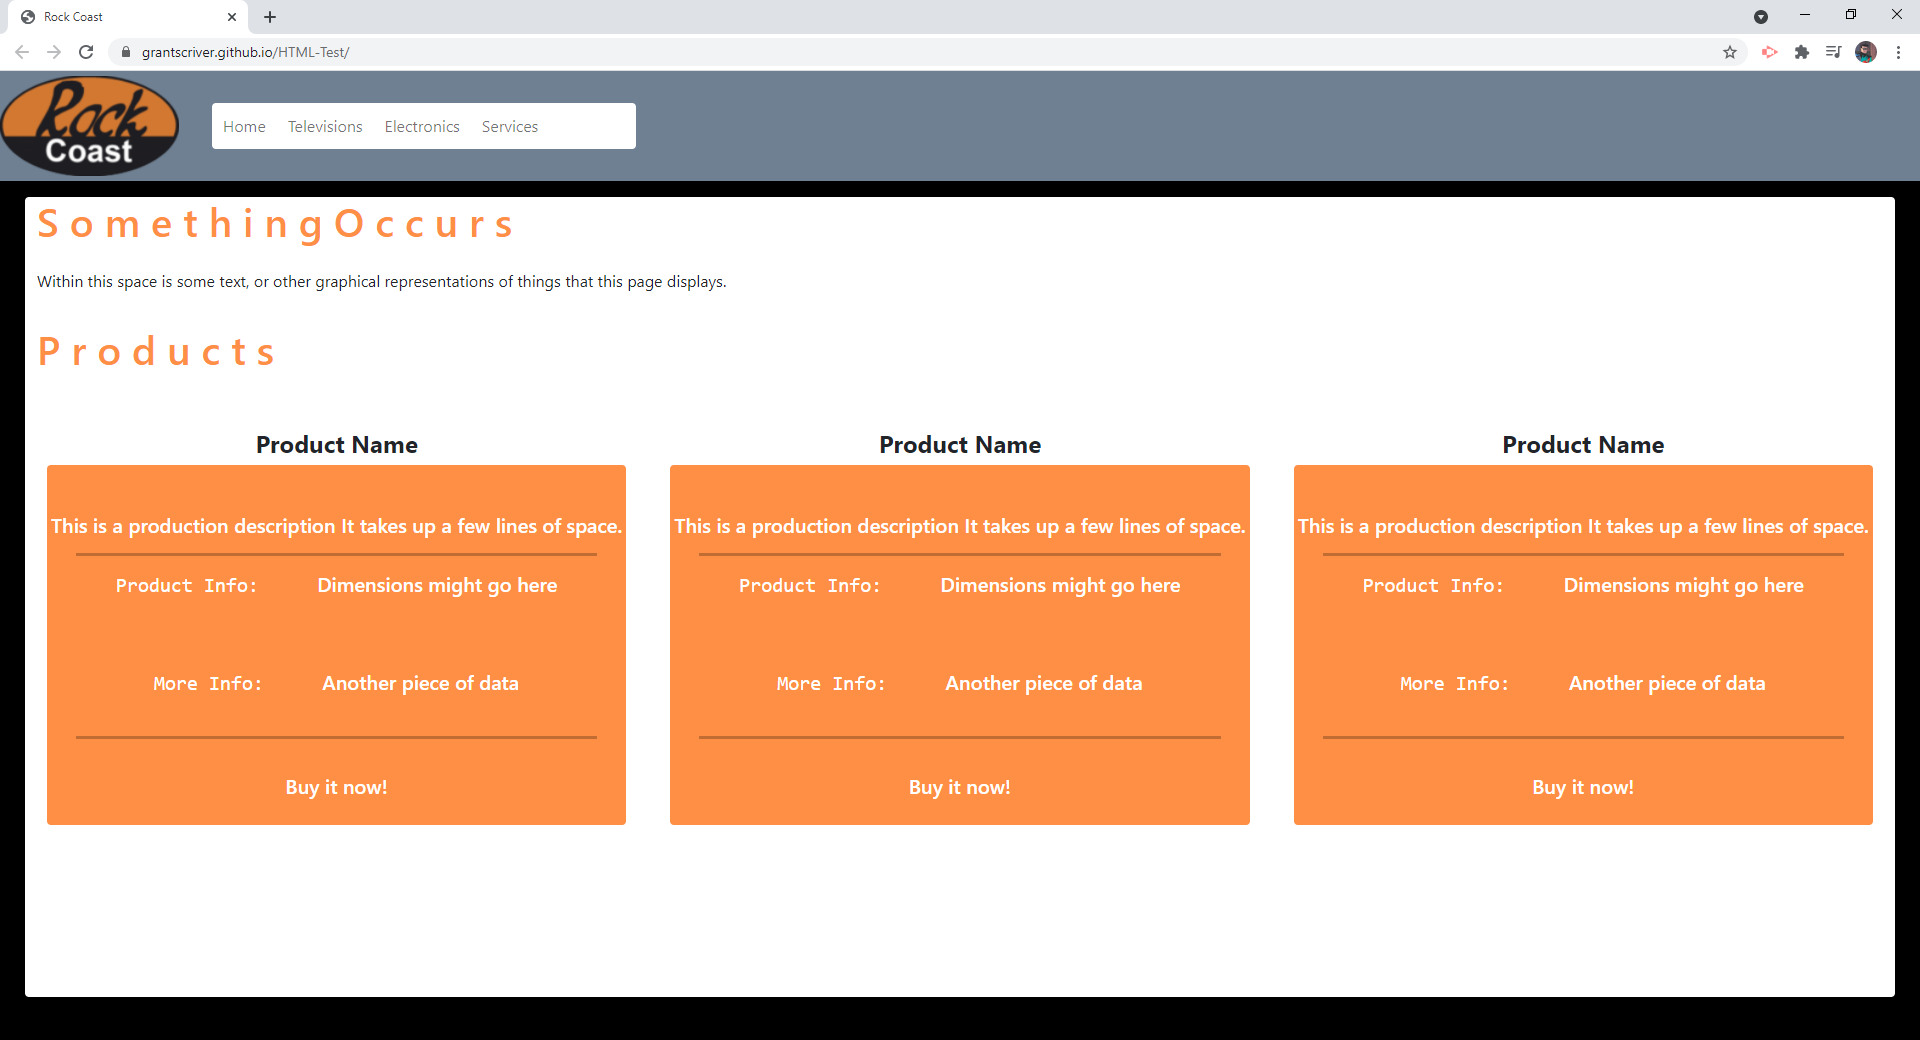 Rock Coast
grantscriver.github.io/HTML-Test/
Rock
Coast
Home Televisions Electronics Services
S o m e t h i n g O c c u r s
Within this space is some text, or other graphical representations of things that this page displays.
P r o d u c t s
Product Name Product Name Product Name
This is a production description It takes up a few lines of space. This is a production description It takes up a few lines of space. This is a production description It takes up a few lines of space.
Product Info: Dimensions might go here Product Info: Dimensions might go here Product Info: Dimensions might go here
More Info: Another piece of data More Info: Another piece of data More Info: Another piece of data
Buy it now! Buy it now! Buy it now!